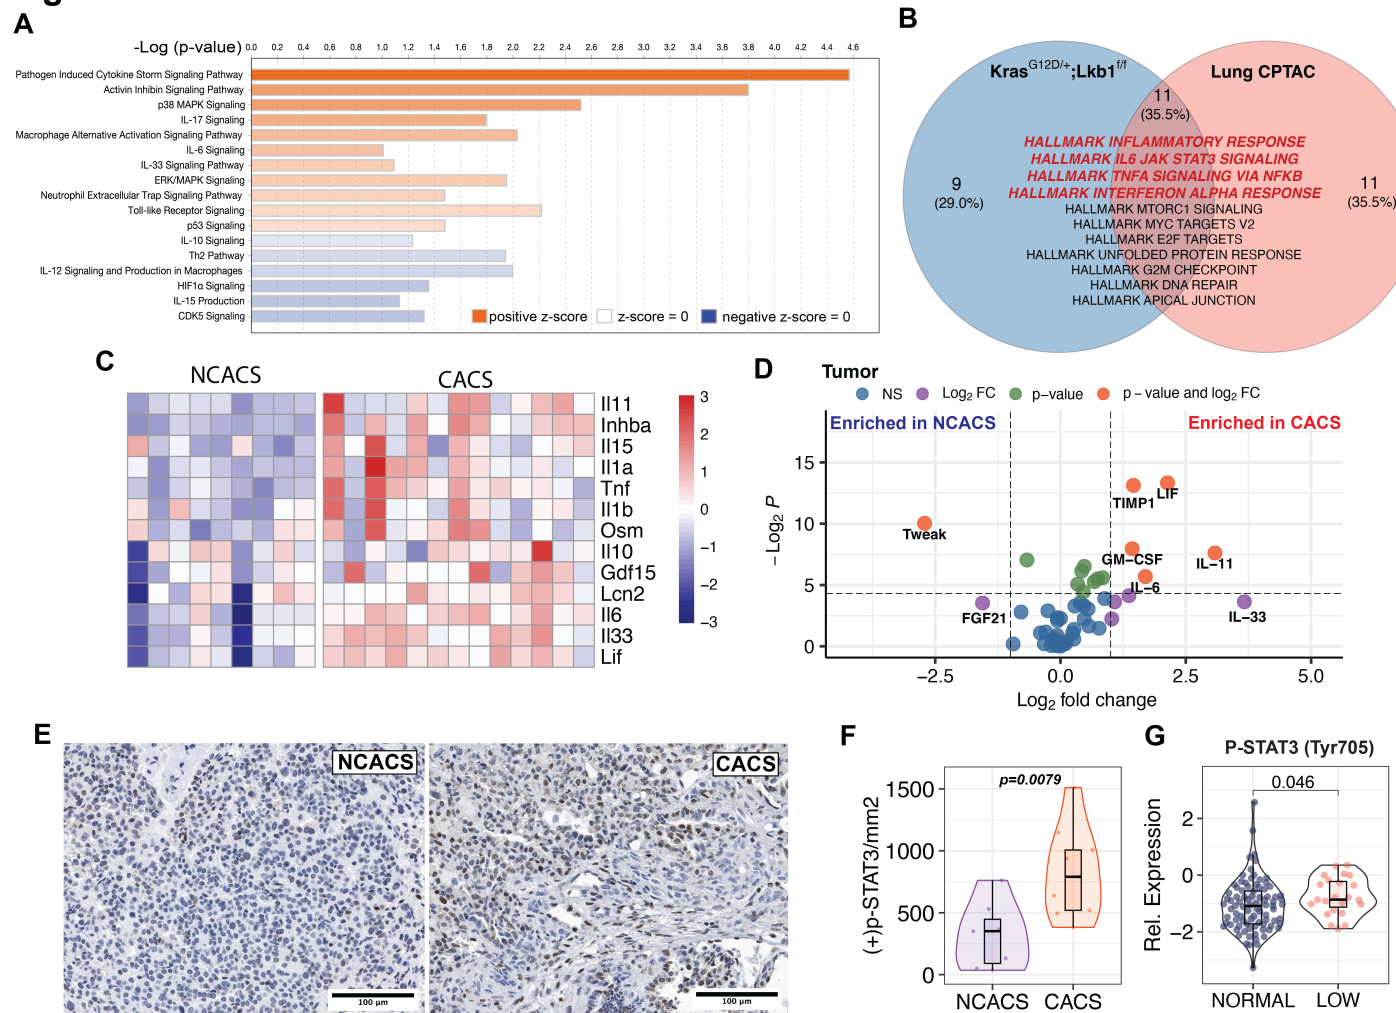 A
-Log (p-value)
0.0 0.2 0.4 0.6 0.8 1.0 1.2 1.4 1.6 1.8 2.0 2.2 2.4 2.6 2.8 3.0 3.2 3.4 3.6 3.8 4.0 4.2 4.4 4.6
Pathogen Induced Cytokine Storm Signaling Pathway
Activin Inhibin Signaling Pathway
p38 MAPK Signaling
IL-17 Signaling
Macrophage Alternative Activation Signaling Pathway
IL-6 Signaling
IL-33 Signaling Pathway
ERK/MAPK Signaling
Neutrophil Extracellular Trap Signaling Pathway
Toll-like Receptor Signaling
p53 Signaling
IL-10 Signaling
Th2 Pathway
IL-12 Signaling and Production in Macrophages
HIF1α Signaling
IL-15 Production
CDK5 Signaling
positive z-score
z-score = 0
negative z-score = 0
B
Kras^G12D/+;Lkb1^f/f
Lung CPTAC
11
(35.5%)
HALLMARK INFLAMMATORY RESPONSE
HALLMARK IL6 JAK STAT3 SIGNALING
HALLMARK TNFA SIGNALING VIA NFKB
HALLMARK INTERFERON ALPHA RESPONSE
HALLMARK MTORC1 SIGNALING
HALLMARK MYC TARGETS V2
HALLMARK E2F TARGETS
HALLMARK UNFOLDED PROTEIN RESPONSE
HALLMARK G2M CHECKPOINT
HALLMARK DNA REPAIR
HALLMARK APICAL JUNCTION
9
(29.0%)
11
(35.5%)
C
NCACS
CACS
Il11
Inhba
Il15
Il1a
Tnf
Il1b
Osm
Il10
Gdf15
Lcn2
Il6
Il33
Lif
3
2
1
0
−1
−2
−3
D
Tumor
NS
Log2 FC
p−value
p − value and log2 FC
Enriched in NCACS
Enriched in CACS
−Log2 P
15
10
5
0
TIMP1
LIF
Tweak
GM−CSF
IL−11
IL−6
FGF21
IL−33
−2.5 0.0 2.5 5.0
Log2 fold change
E
NCACS
100 µm
CACS
100 µm
F
(+)p-STAT3/mm2
p=0.0079
1500
1000
500
0
NCACS
CACS
G
P-STAT3 (Tyr705)
0.046
Rel. Expression
2
0
−2
NORMAL
LOW